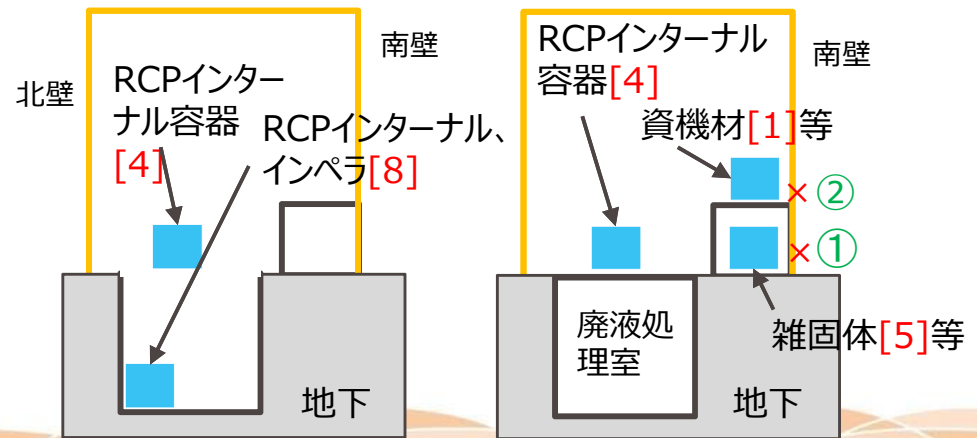 北壁
南壁
RCPインター
ナル容器
[4]
RCPインターナル、
インペラ[8]
地下
RCPインターナル
容器[4]
南壁
資機材[1]等
×②
×①
雑固体[5]等
廃液処
理室
地下